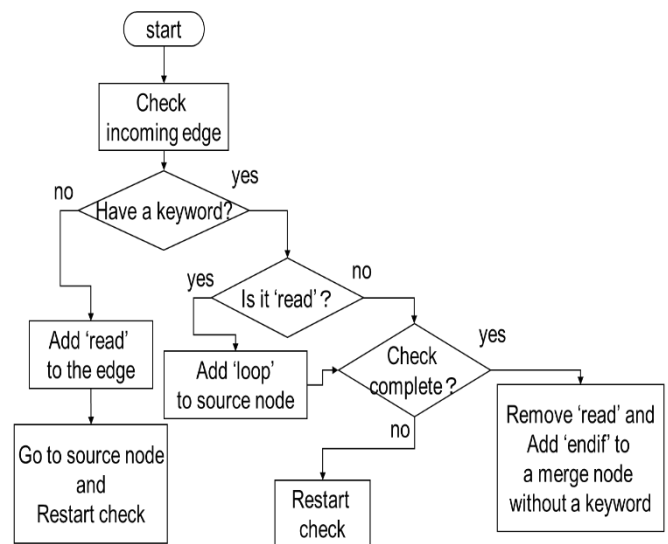 start
Check
incoming edge
no
yes
Have a keyword?
yes
no
Is it 'read'?
Add 'read'
to the edge
Add 'loop'
to source node
Check
complete?
yes
no
Go to source node
and
Restart check
Restart
check
Remove 'read' and
Add 'endif' to
a merge node
without a keyword